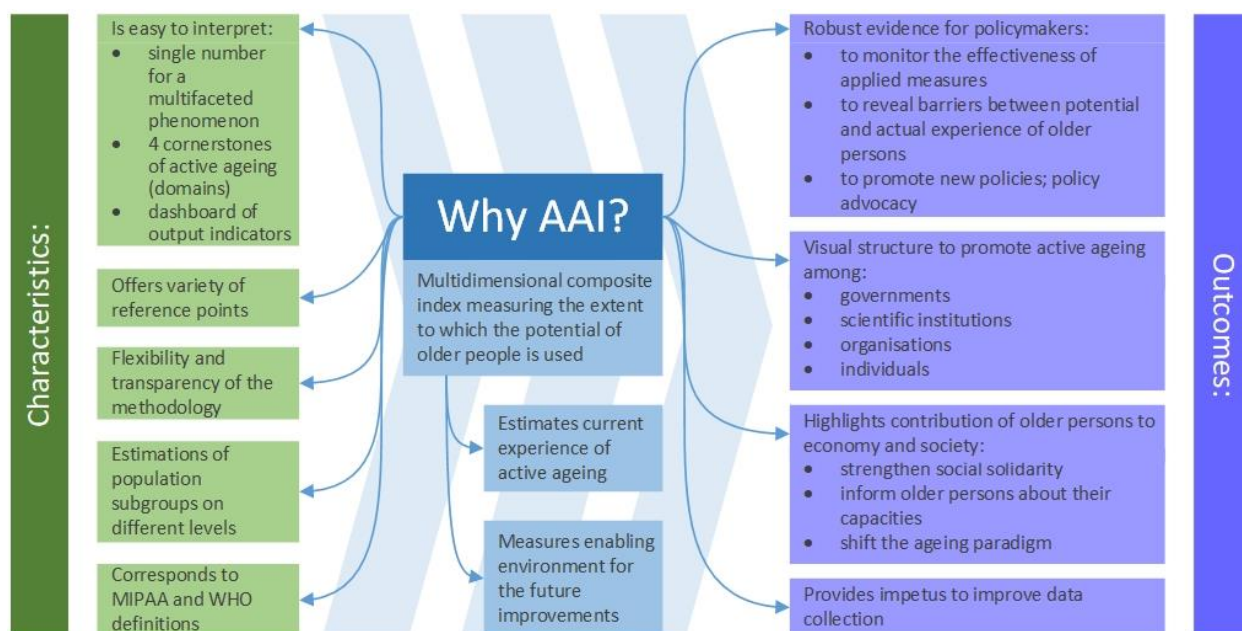 Characteristics:
Is easy to interpret:
• single number
for a
multifaceted
phenomenon
• 4 cornerstones
of active ageing
(domains)
• dashboard of
output indicators
Offers variety of
reference points
Flexibility and
transparency of the
methodology
Estimations of
population
subgroups on
different levels
Corresponds to
MIPAA and WHO
definitions
Why AAI?
Multidimensional composite
index measuring the extent
to which the potential of
older people is used
Estimates current
experience of
active ageing
Measures enabling
environment for
the future
improvements
Robust evidence for policymakers:
• to monitor the effectiveness of
applied measures
• to reveal barriers between potential
and actual experience of older
persons
• to promote new policies; policy
advocacy
Visual structure to promote active ageing
among:
• governments
• scientific institutions
• organisations
• individuals
Highlights contribution of older persons to
economy and society:
• strengthen social solidarity
• inform older persons about their
capacities
• shift the ageing paradigm
Provides impetus to improve data
collection
Outcomes: